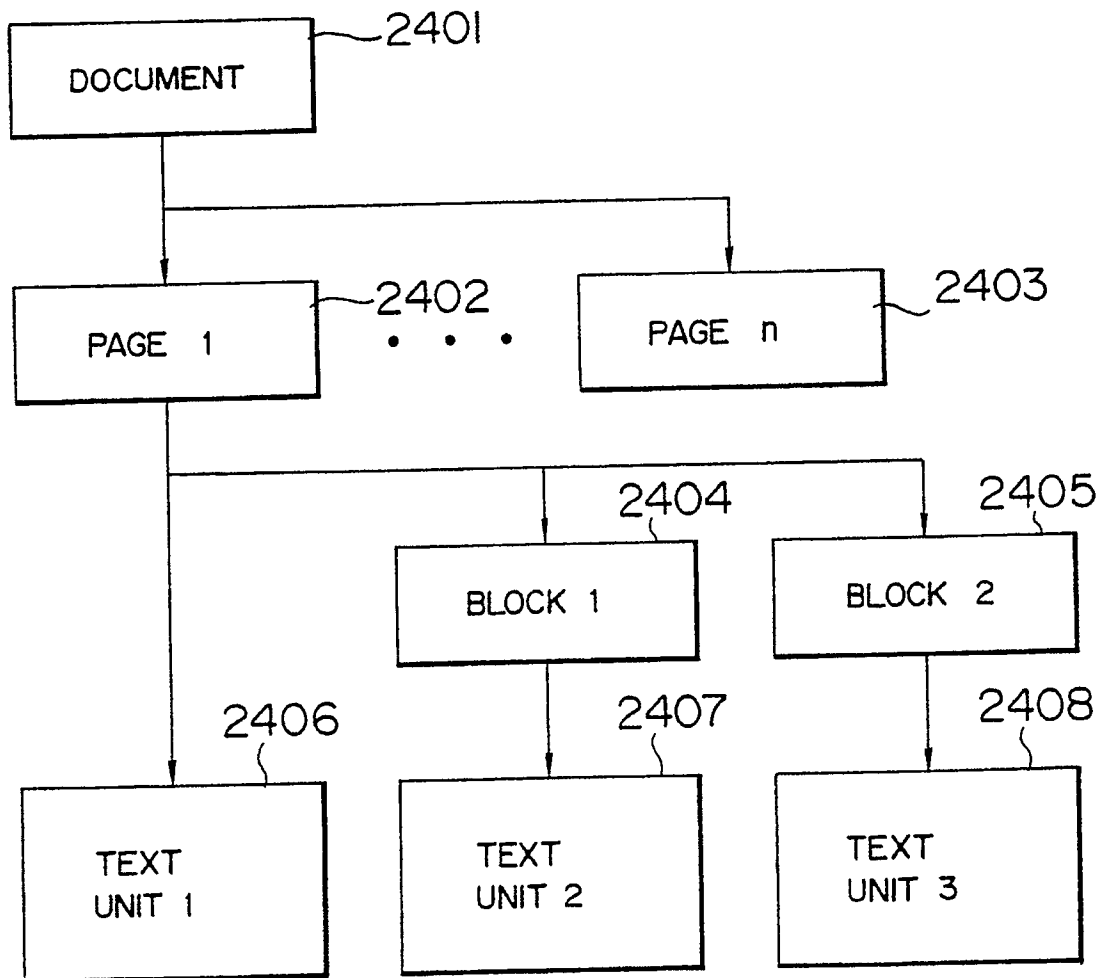 2401
DOCUMENT
2402
2403
PAGE 1
PAGE n
2404
2405
BLOCK 1
BLOCK 2
2406
2407
2408
TEXT
UNIT 1
TEXT
UNIT 2
TEXT
UNIT 3